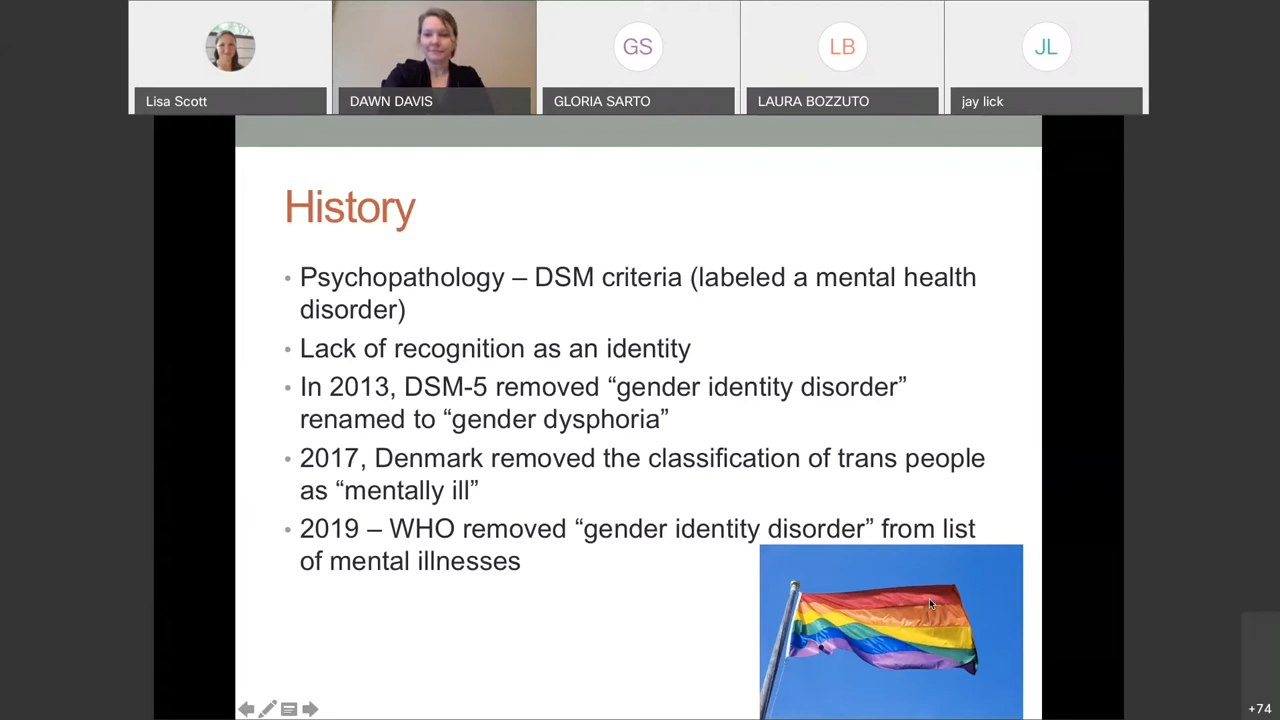 GS
LB
JL
Lisa Scott
DAWN DAVIS
GLORIA SARTO
LAURA BOZZUTO
jay lick
History
• Psychopathology – DSM criteria (labeled a mental health
disorder)
• Lack of recognition as an identity
• In 2013, DSM-5 removed “gender identity disorder”
renamed to “gender dysphoria”
• 2017, Denmark removed the classification of trans people
as “mentally ill”
• 2019 – WHO removed “gender identity disorder” from list
of mental illnesses
+74